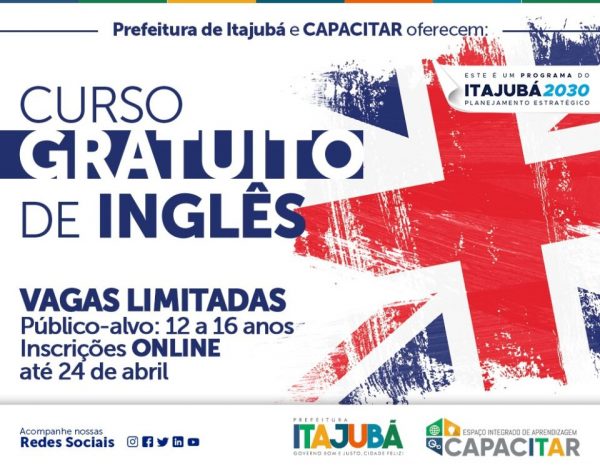 Prefeitura de Itajubá e CAPACITAR oferecem:
ESTE É UM PROGRAMA DO
ITAJUBÁ2030
PLANEJAMENTO ESTRATÉGICO
CURSO
GRATUITO
DE INGLÊS
VAGAS LIMITADAS
Público-alvo: 12 a 16 anos
Inscrições ONLINE
até 24 de abril
Acompanhe nossas
Redes Sociais
PREFEITURA
ITAJUBÁ
GOVERNO BOM E JUSTO, CIDADE FELIZ!
ESPAÇO INTEGRADO DE APRENDIZAGEM
CAPACITAR